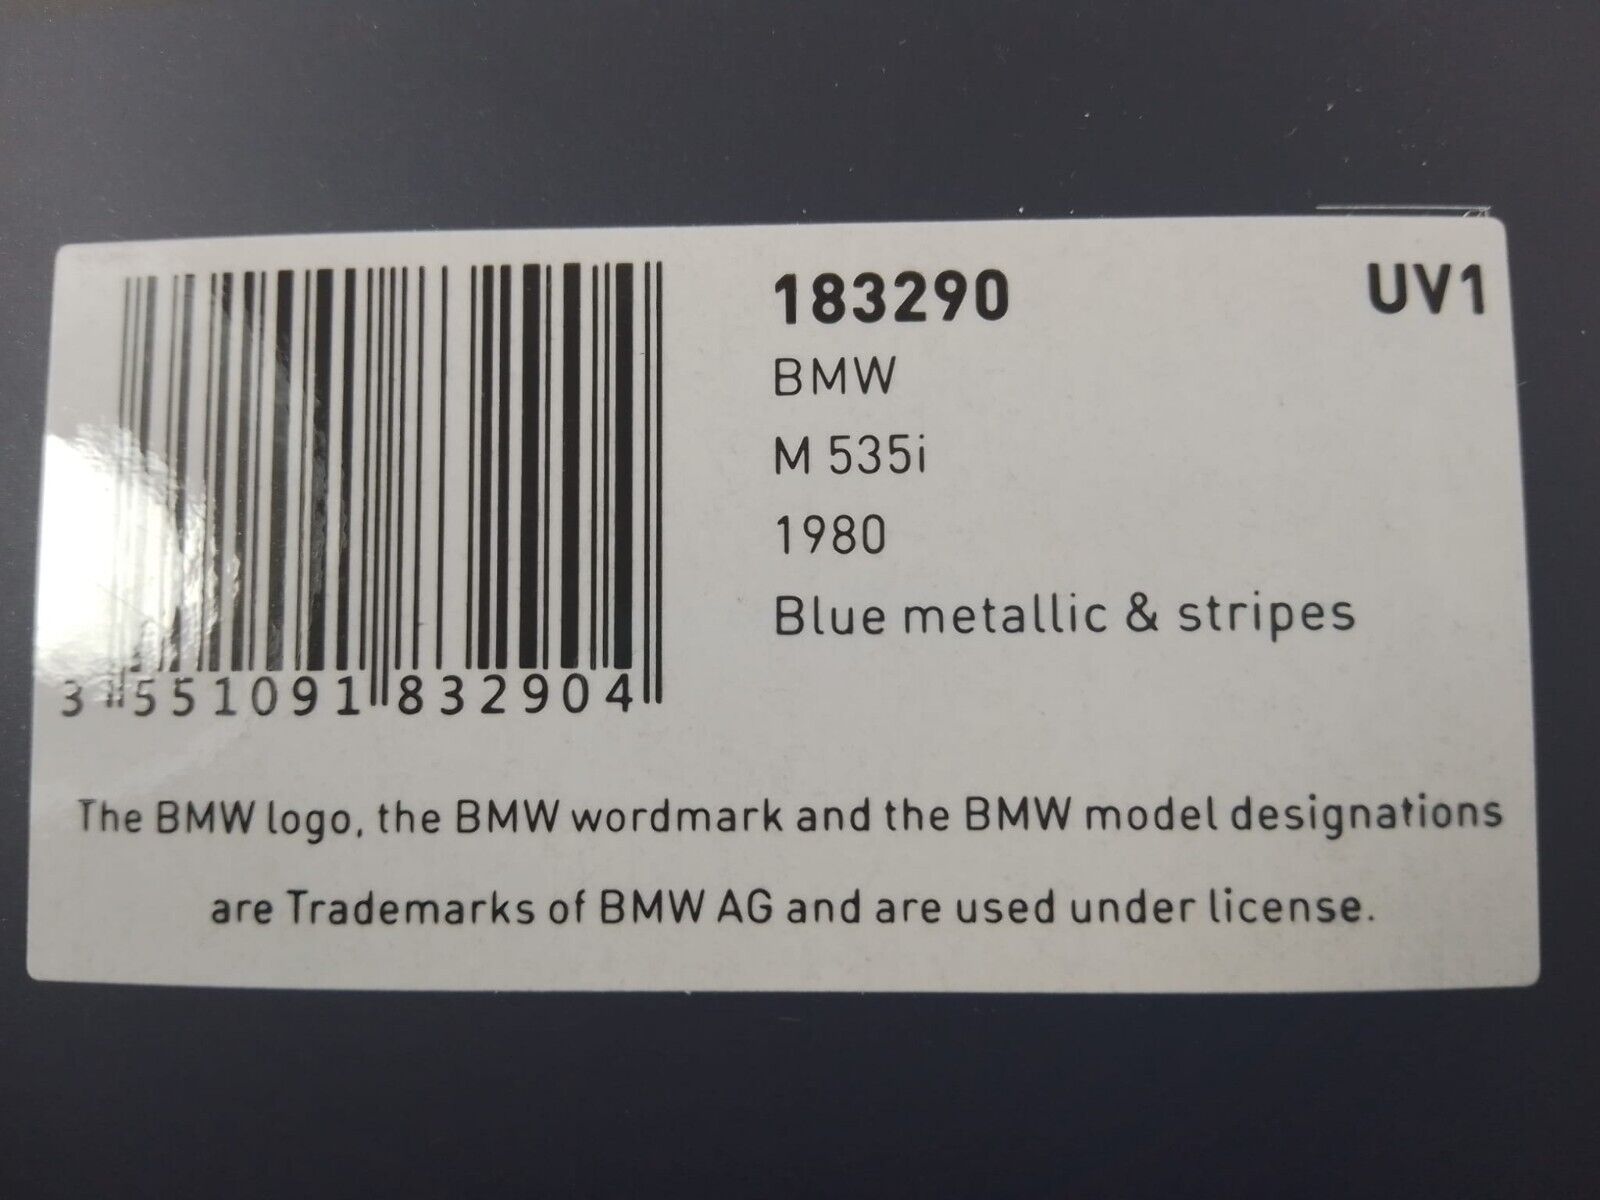 183290 UV1
BMW
M 535i
1980
Blue metallic & stripes
3 551091 832904
The BMW logo, the BMW wordmark and the BMW model designations
are Trademarks of BMW AG and are used under license.